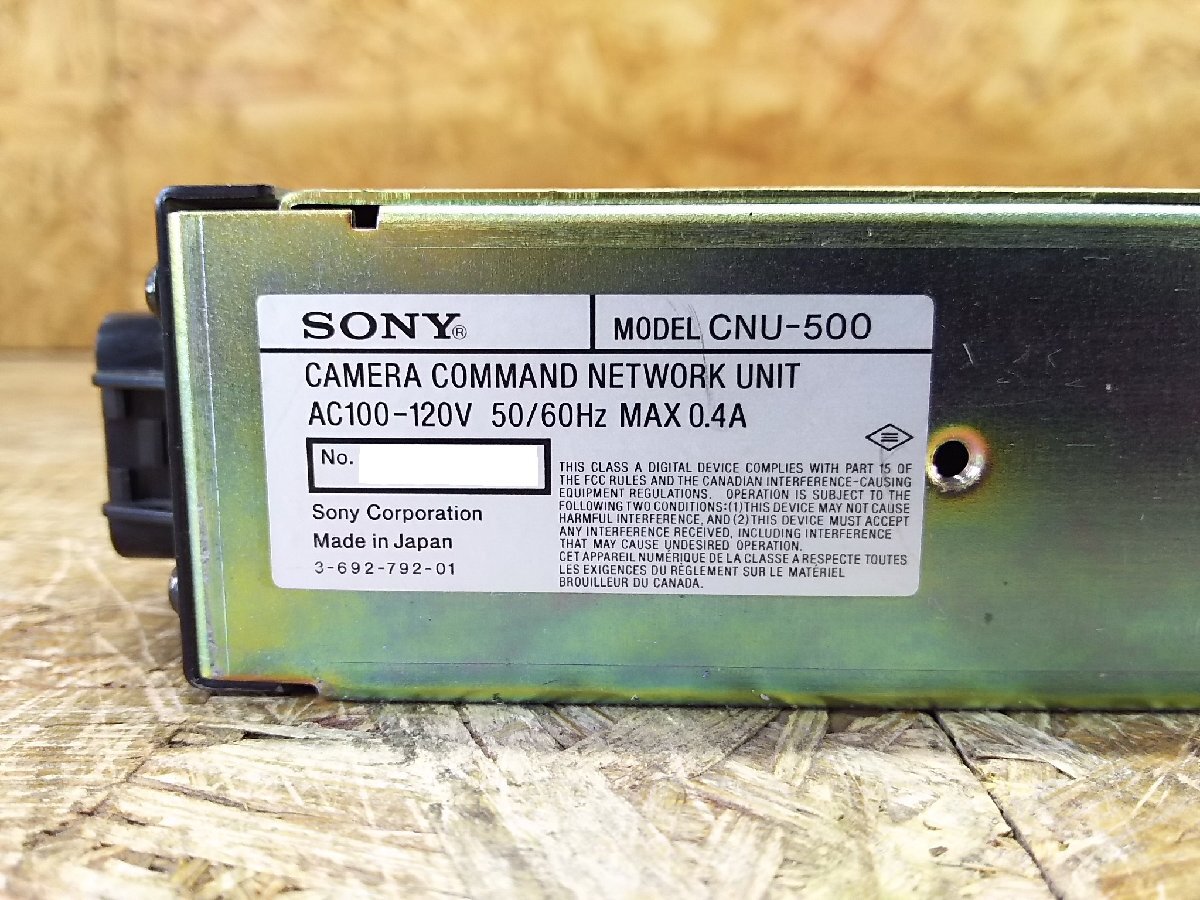 SONY®
MODEL CNU-500
CAMERA COMMAND NETWORK UNIT
AC100-120V 50/60Hz MAX 0.4A
No.
Sony Corporation
Made in Japan
3-692-792-01
THIS CLASS A DIGITAL DEVICE COMPLIES WITH PART 15 OF
THE FCC RULES AND THE CANADIAN INTERFERENCE-CAUSING
EQUIPMENT REGULATIONS. OPERATION IS SUBJECT TO THE
FOLLOWING TWO CONDITIONS:(1) THIS DEVICE MAY NOT CAUSE
HARMFUL INTERFERENCE, AND (2) THIS DEVICE MUST ACCEPT
ANY INTERFERENCE RECEIVED, INCLUDING INTERFERENCE
THAT MAY CAUSE UNDESIRED OPERATION.
CET APPAREIL NUMÉRIQUE DE LA CLASSE A RESPECTE TOUTES
LES EXIGENCES DU RÈGLEMENT SUR LE MATÉRIEL
BROUILLEUR DU CANADA.